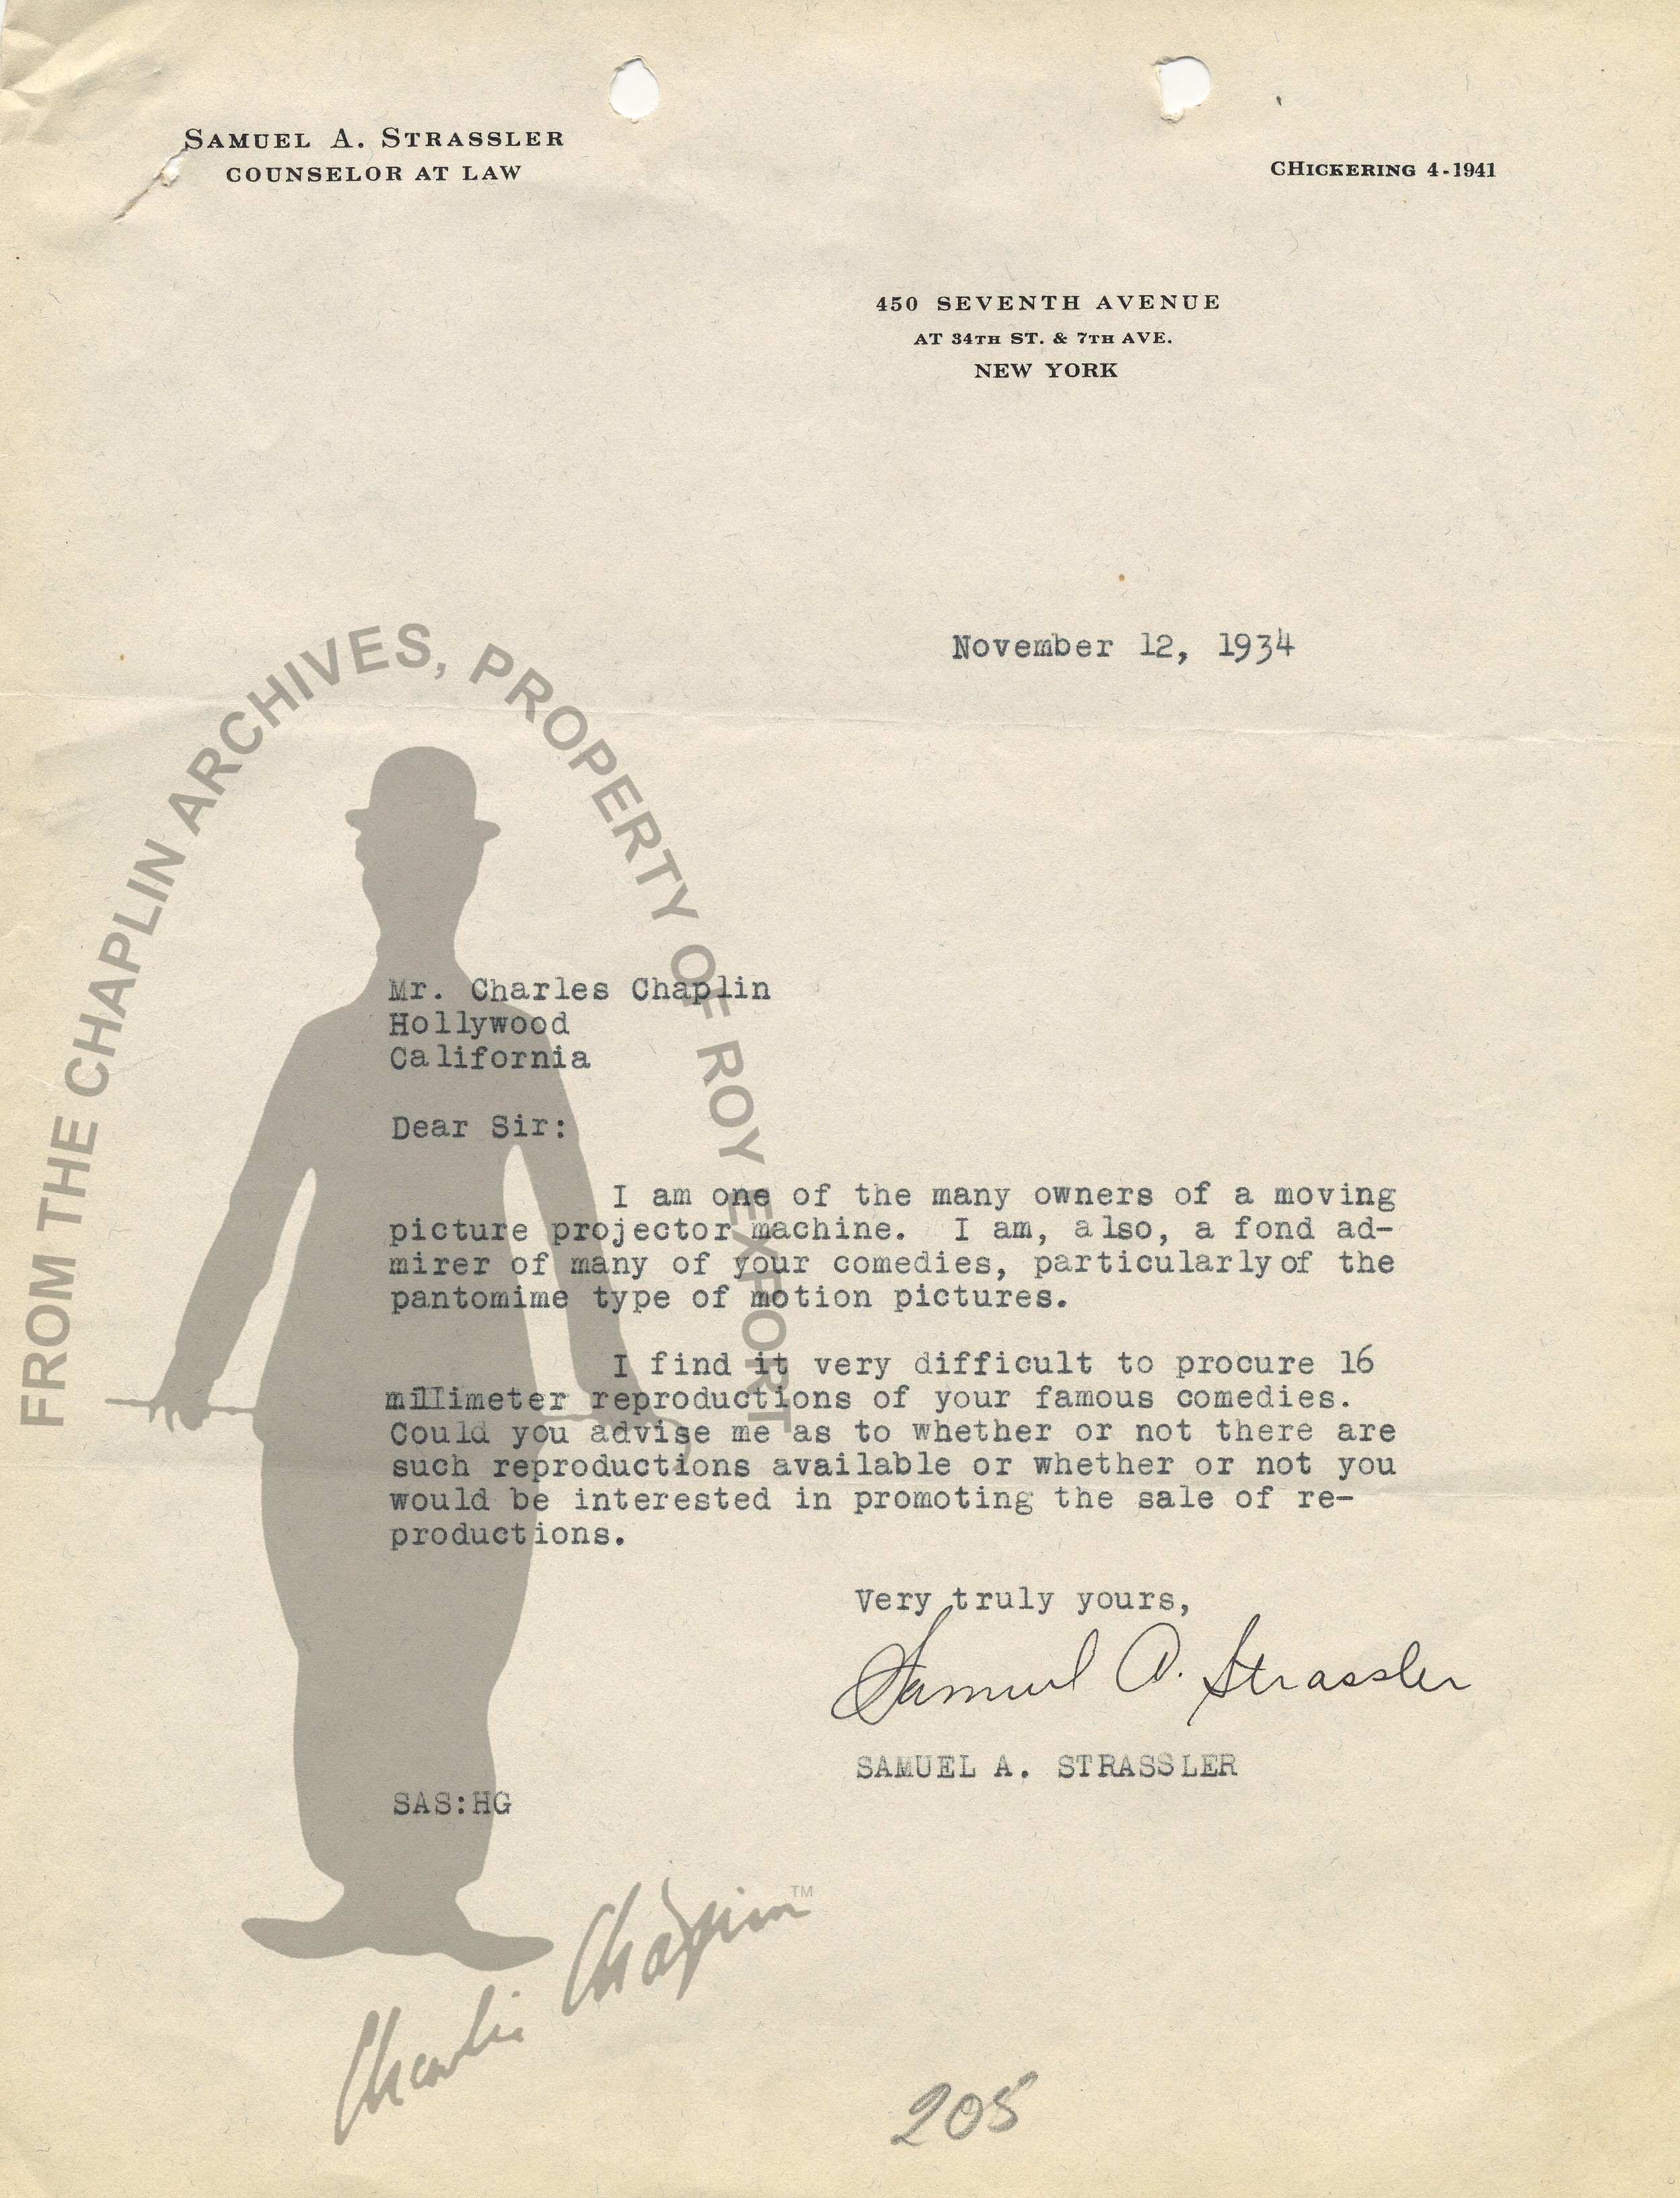 SAMUEL A. STRASSLER
COUNSELOR AT LAW
CHICKERING 4-1941
450 SEVENTH AVENUE
AT 34TH ST. & 7TH AVE.
NEW YORK
November 12, 1934
FROM THE CHAPLIN ARCHIVES, PROPERTY OF ROY EXPORT
Mr. Charles Chaplin
Hollywood
California
Dear Sir:
I am one of the many owners of a moving
picture projector machine. I am, also, a fond ad-
mirer of many of your comedies, particularly of the
pantomime type of motion pictures.
I find it very difficult to procure 16
millimeter reproductions of your famous comedies.
Could you advise me as to whether or not there are
such reproductions available or whether or not you
would be interested in promoting the sale of re-
productions.
Very truly yours,
Samuel A. Strassler
SAMUEL A. STRASSLER
SAS:HG
Charlie Chaplin TM
205